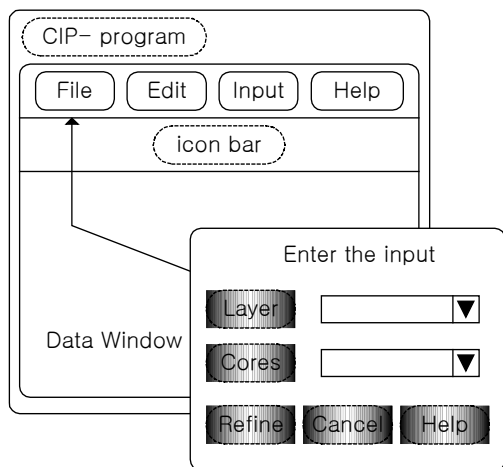 CIP- program
File Edit Input Help
icon bar
Enter the input
Layer
Data Window
Cores
Refine Cancel Help